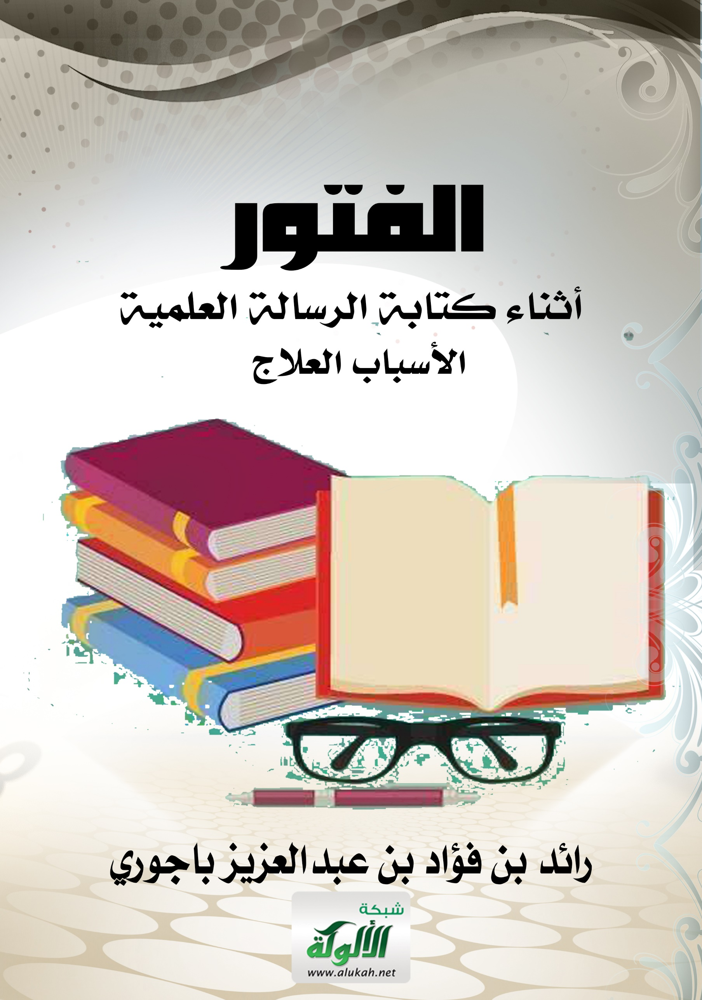 الفتور
أثناء كتابة الرسالة العلمية
الأسباب العلاج
رائد بن فؤاد بن عبدالعزيز باجوري
شبكة
الألوكة
www.alukah.net